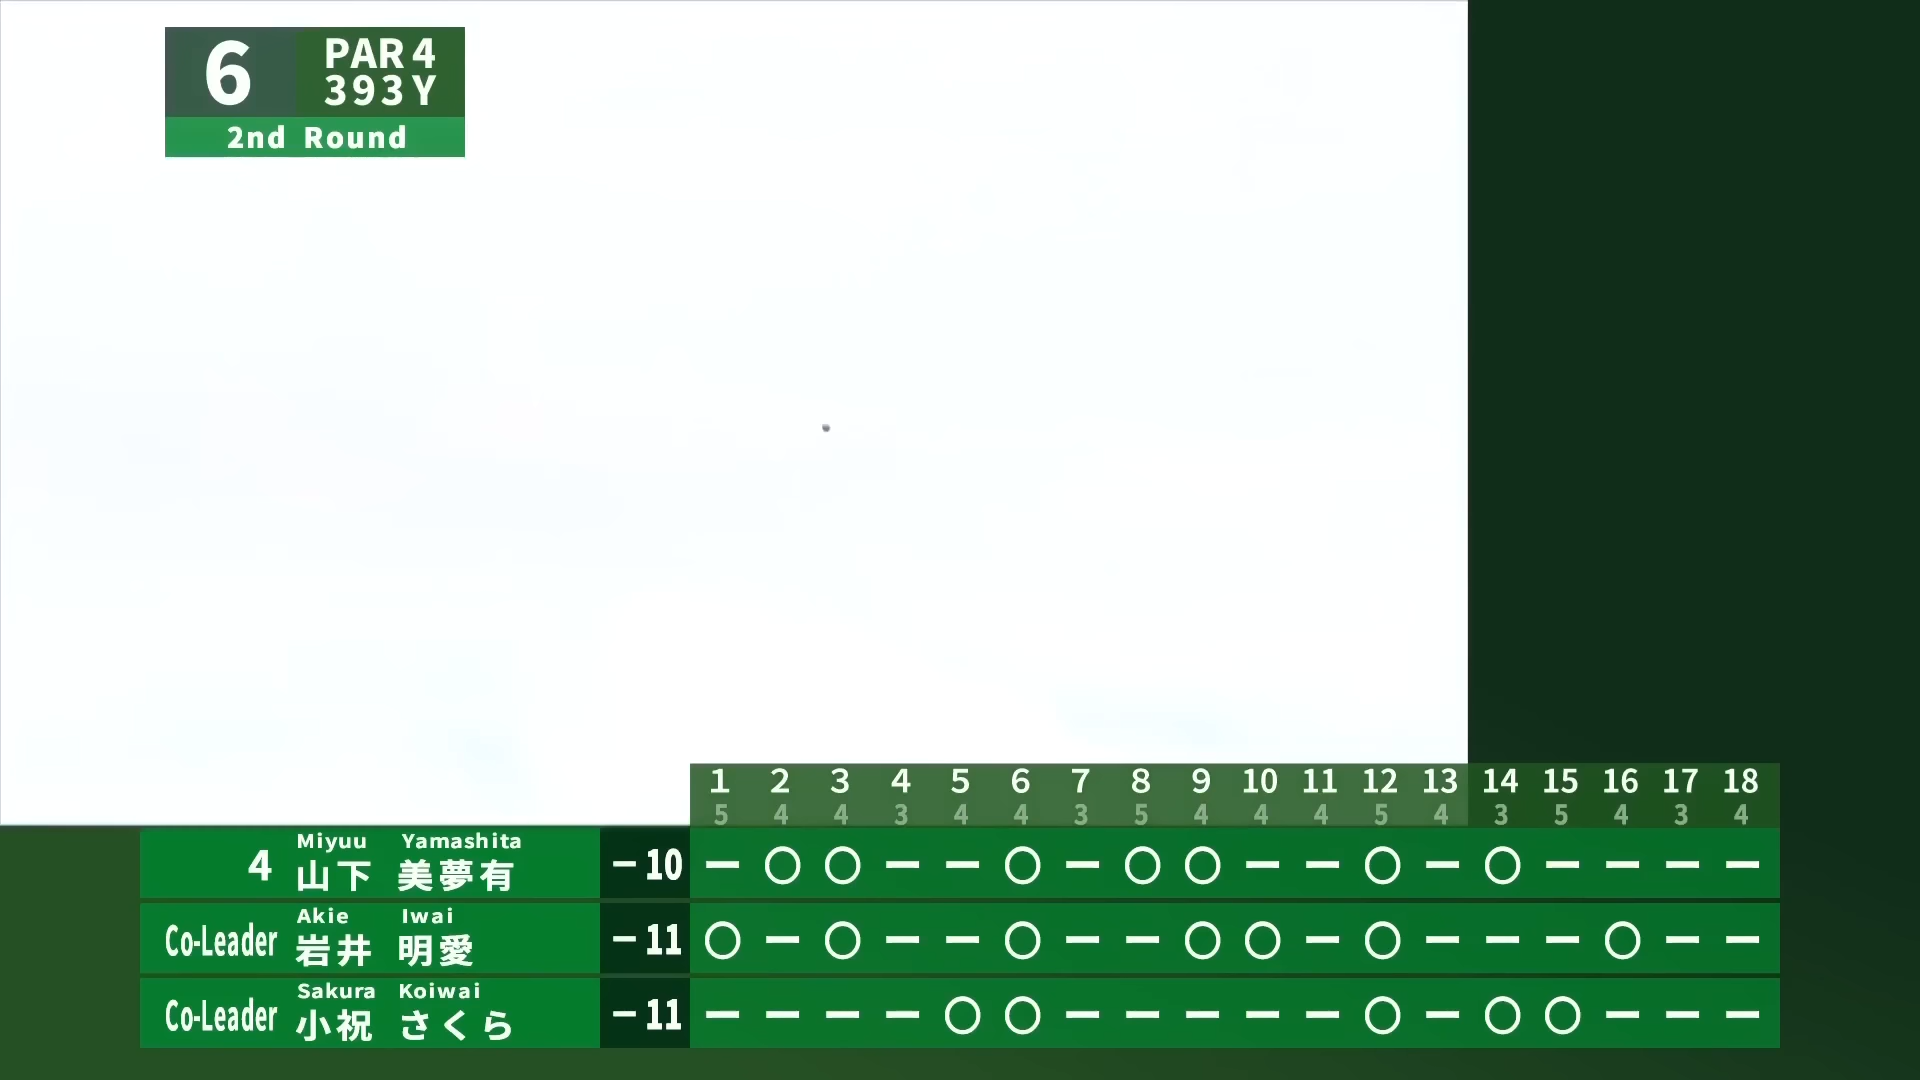 6 PAR 4
393Y
2nd Round
1 2 3 4 5 6 7 8 9 10 11 12 13 14 15 16 17 18
5 4 4 3 4 4 3 5 4 4 4 5 4 3 5 4 3 4
Miyuu Yamashita
4 山下 美夢有 -10 - ○ ○ - - ○ - ○ ○ - - ○ - ○ - - - -
Akie Iwai
Co-Leader 岩井 明愛 -11 ○ - ○ - - ○ - - ○ ○ - ○ - - - ○ - -
Sakura Koiwai
Co-Leader 小祝 さくら -11 - - - - ○ ○ - - - - - ○ - ○ ○ - - -